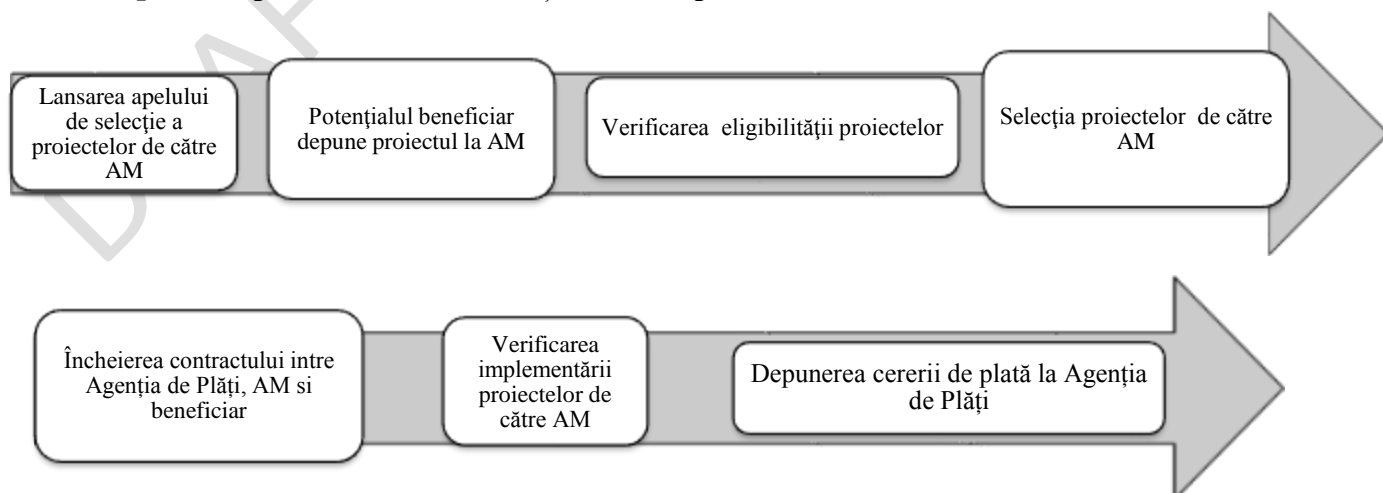 Lansarea apelului
de selecţie a
proiectelor de către
AM
Potenţialul beneficiar
depune proiectul la AM
Verificarea eligibilităţii proiectelor
Selecţia proiectelor de către
AM
Încheierea contractului intre
Agenția de Plăți, AM si
beneficiar
Verificarea
implementării
proiectelor de
către AM
Depunerea cererii de plată la Agenția
de Plăți